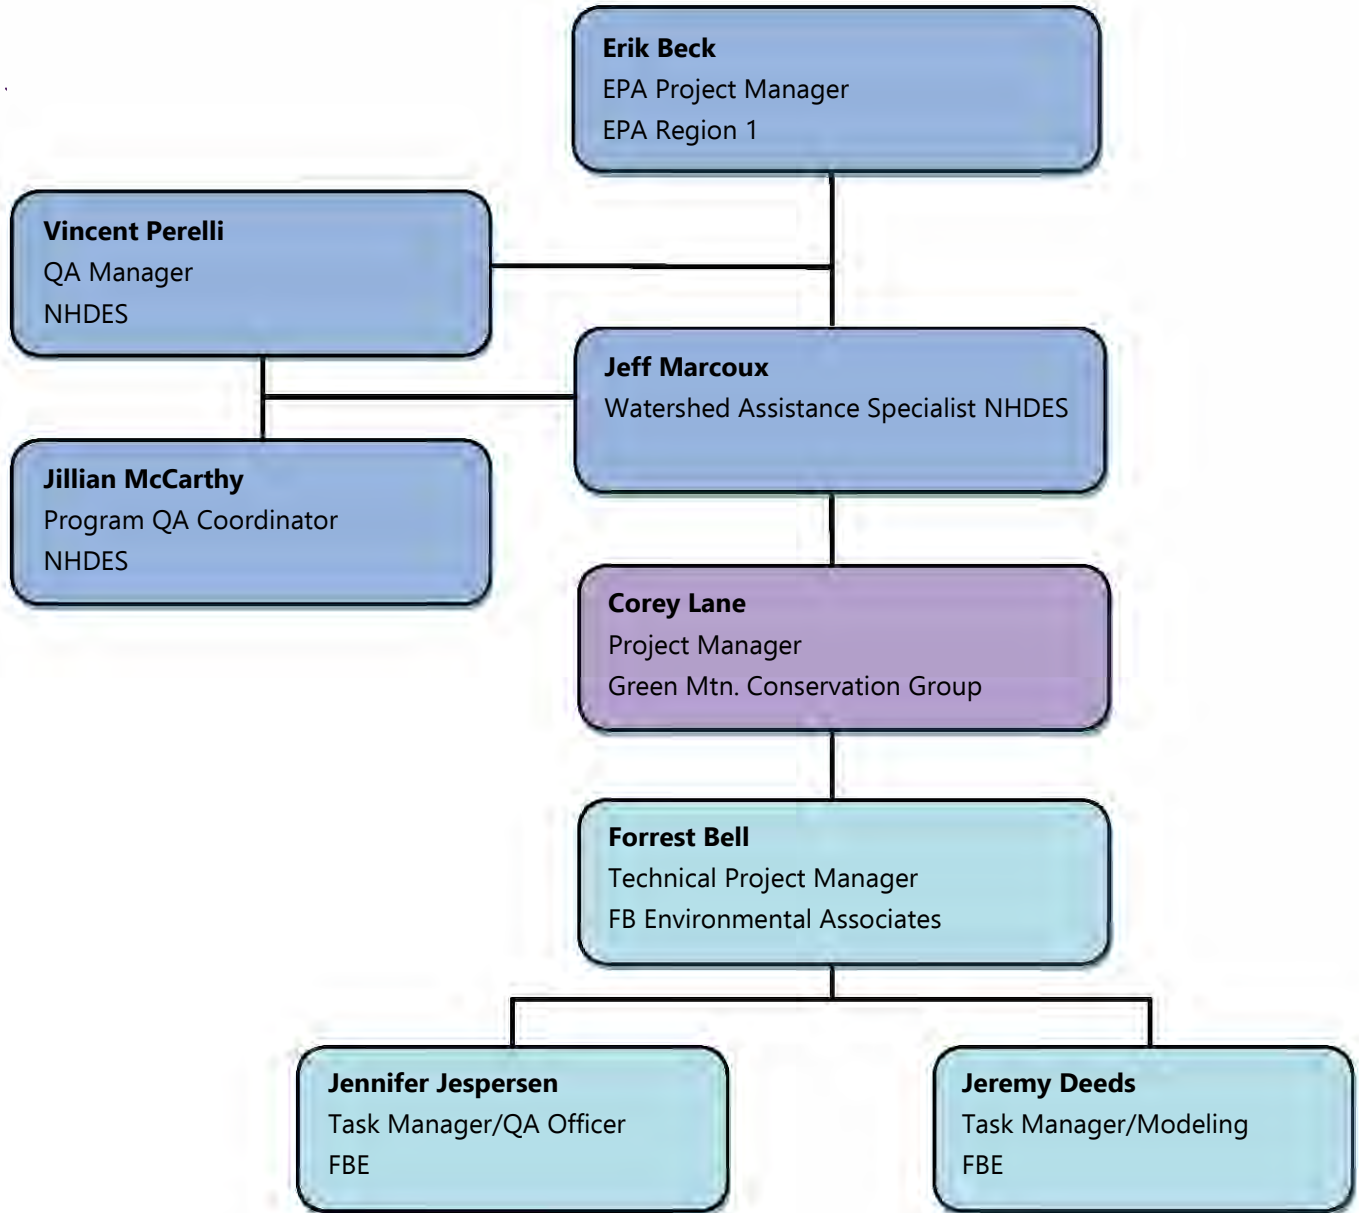 Erik Beck
EPA Project Manager
EPA Region 1
Vincent Perelli
QA Manager
NHDES
Jeff Marcoux
Watershed Assistance Specialist NHDES
Jillian McCarthy
Program QA Coordinator
NHDES
Corey Lane
Project Manager
Green Mtn. Conservation Group
Forrest Bell
Technical Project Manager
FB Environmental Associates
Jennifer Jespersen
Task Manager/QA Officer
FBE
Jeremy Deeds
Task Manager/Modeling
FBE